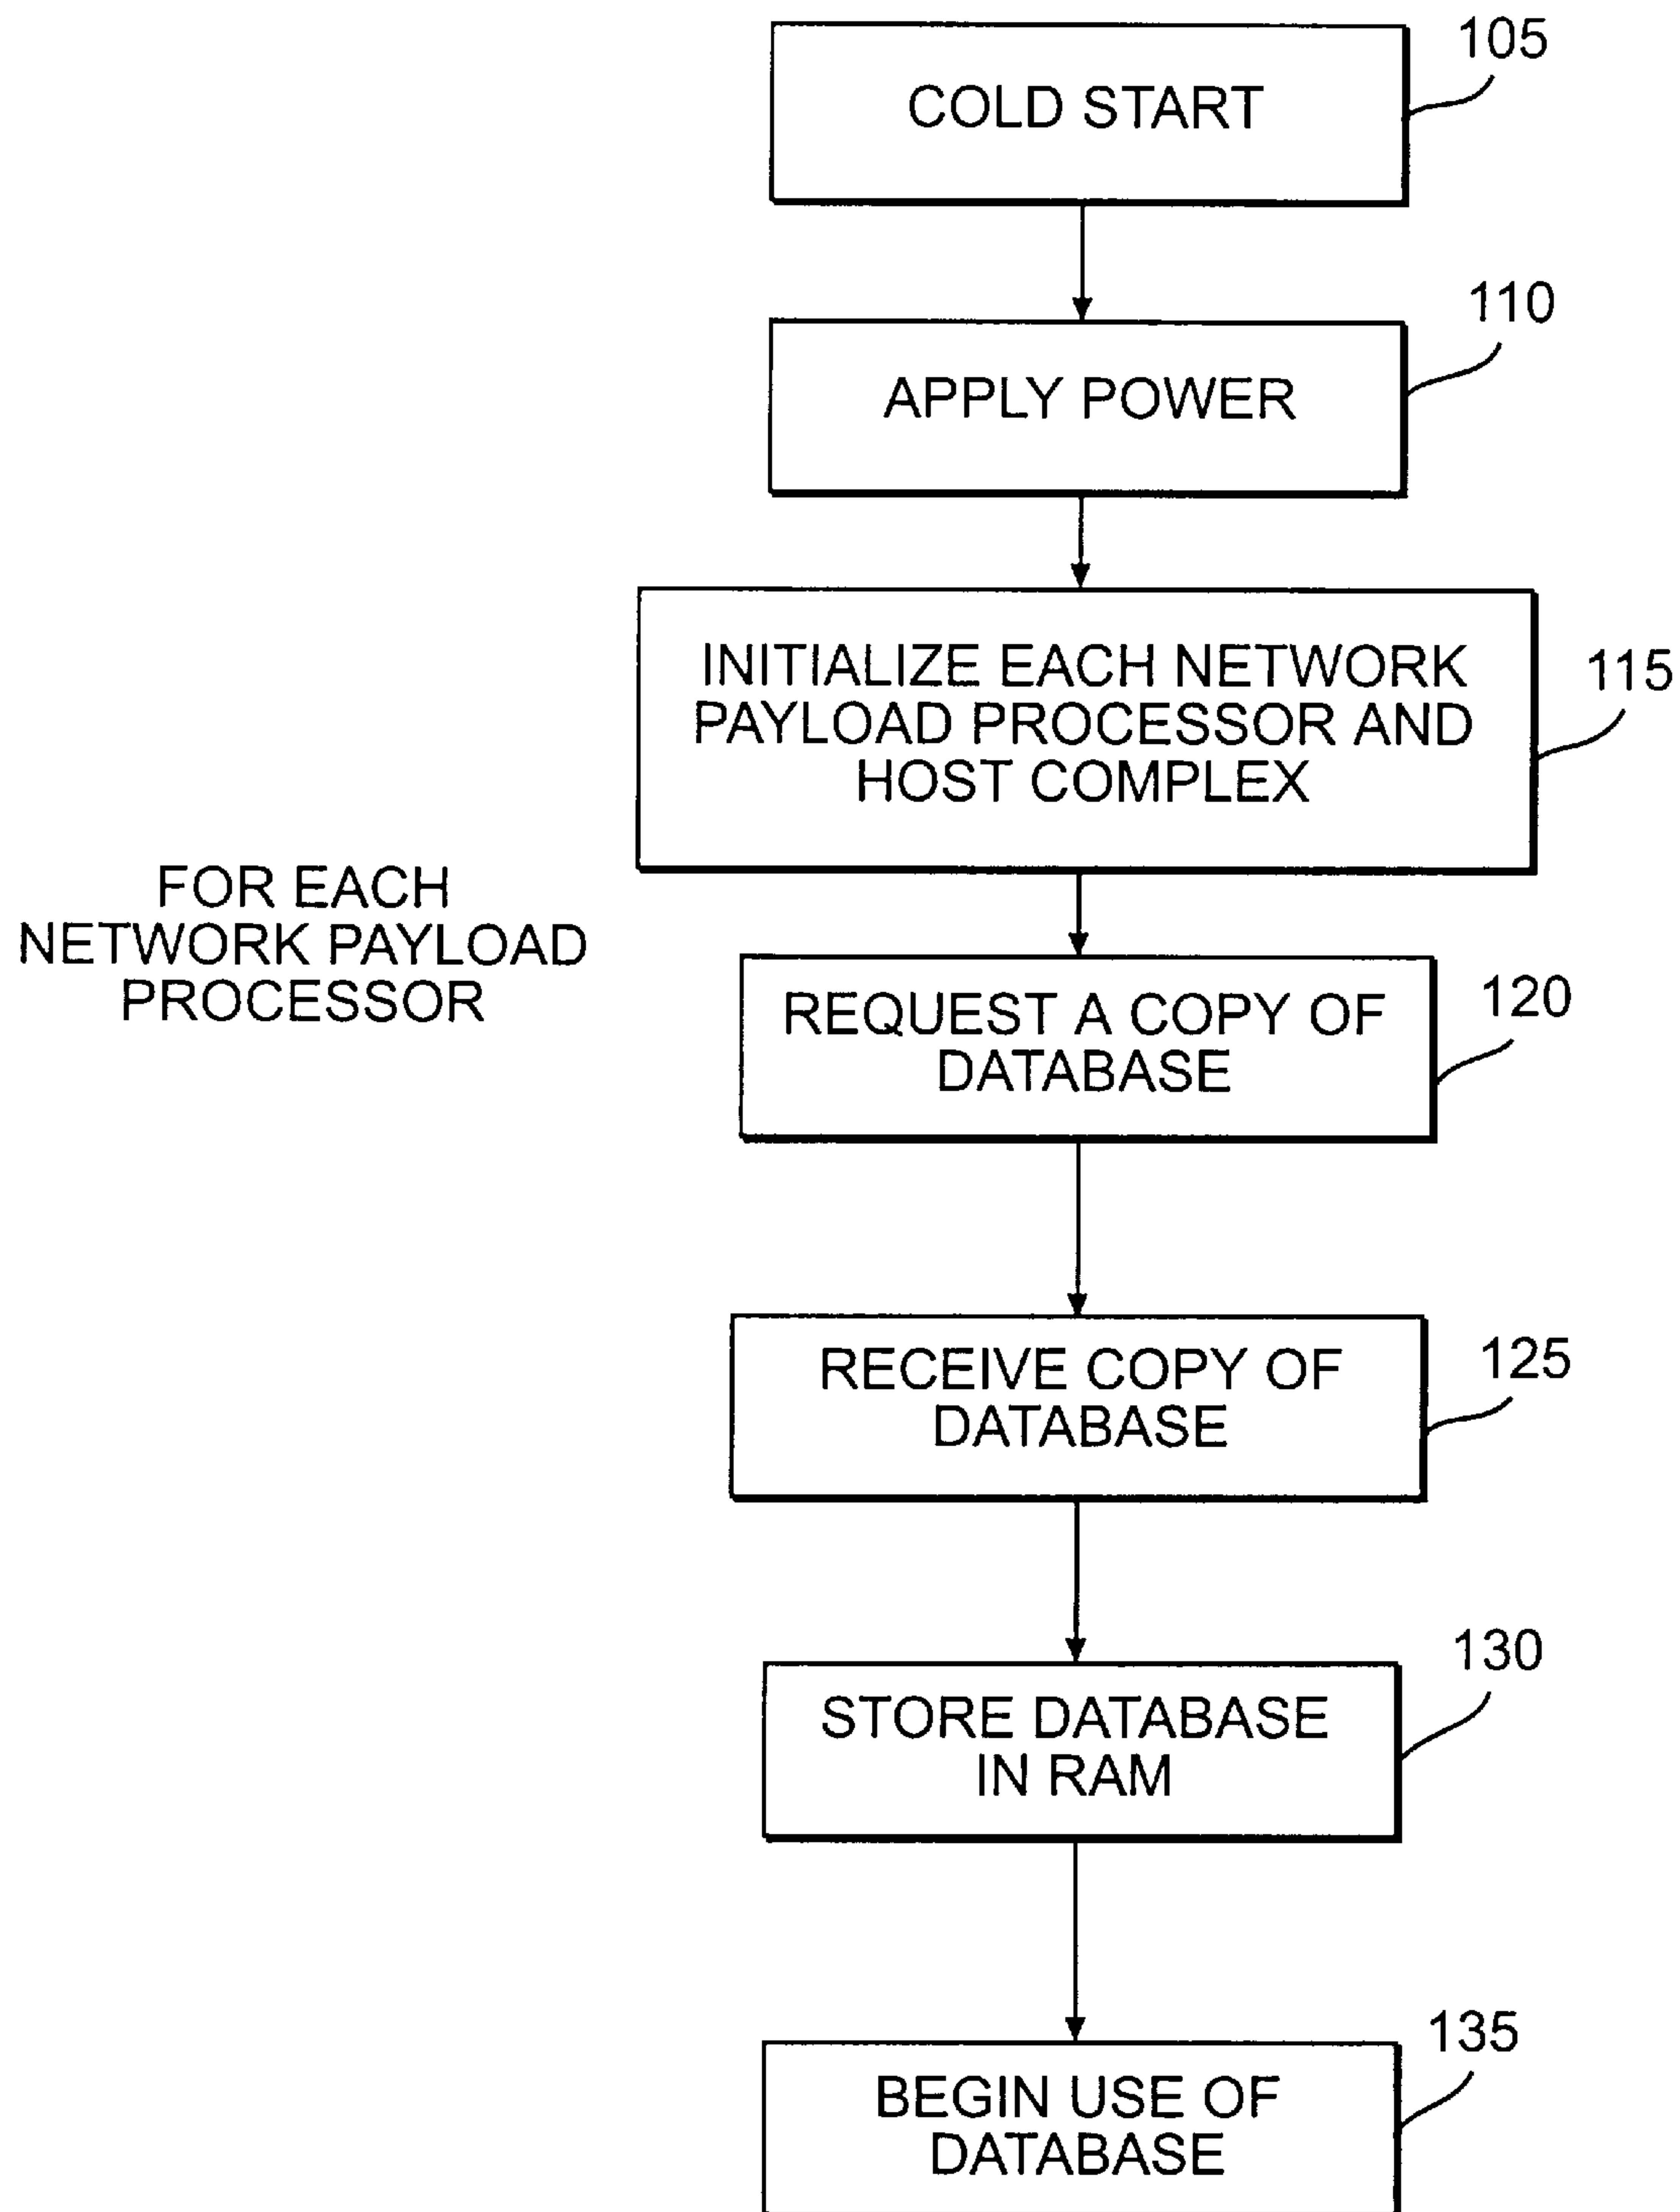 105
COLD START
110
APPLY POWER
INITIALIZE EACH NETWORK
PAYLOAD PROCESSOR AND
HOST COMPLEX
115
FOR EACH
NETWORK PAYLOAD
PROCESSOR
REQUEST A COPY OF
DATABASE
120
RECEIVE COPY OF
DATABASE
125
130
STORE DATABASE
IN RAM
135
BEGIN USE OF
DATABASE